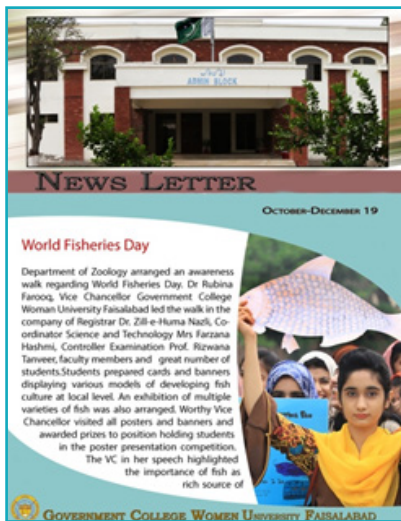 ADMIN BLOCK
NEWS LETTER
OCTOBER-DECEMBER 19
World Fisheries Day
Department of Zoology arranged an awareness
walk regarding World Fisheries Day. Dr Rubina
Farooq, Vice Chancellor Government College
Woman University Faisalabad led the walk in the
company of Registrar Dr. Zill-e-Huma Nazli, Co-
ordinator Science and Technology Mrs Farzana
Hashmi, Controller Examination Prof. Rizwana
Tanveer, faculty members and great number of
students.Students prepared cards and banners
displaying various models of developing fish
culture at local level. An exhibition of multiple
varieties of fish was also arranged. Worthy Vice
Chancellor visited all posters and banners and
awarded prizes to position holding students
in the poster presentation competition.
The VC in her speech highlighted
the importance of fish as
rich source of
GOVERNMENT COLLEGE WOMEN UNIVERSITY FAISALABAD